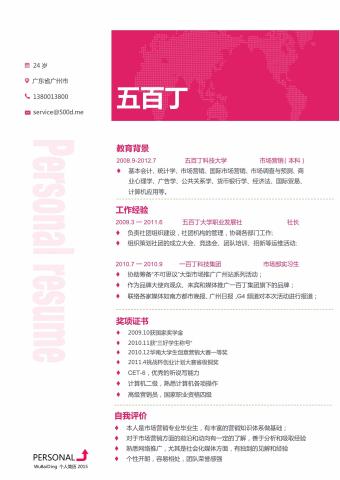 24 岁
广东省广州市
1380013800
service@500d.me
五百丁
Personal resume
教育背景
2008.9-2012.7 五百丁科技大学 市场营销（本科）
基本会计、统计学、市场营销、国际市场营销、市场调查与预测、商
业心理学、广告学、公共关系学、货币银行学、经济法、国际贸易、
计算机应用等。
工作经验
2009.3 — 2011.6 五百丁大学职业发展社 社长
负责社团组织建设，社团机构的管理，协调各部门工作;
组织策划社团的成立大会、竞选会、团队培训、招新等运维活动;
2010.7 — 2010.9 一百丁科技集团 市场部实习生
协助筹备“不可思议”大型市场推广广州站系列活动；
作为品牌大使向观众、来宾和媒体推广一百丁集团旗下的品牌；
联络各家媒体如南方都市晚报, 广州日报 ,G4 频道对本次活动进行报道；
奖项证书
2009.10获国家奖学金
2010.11获“三好学生称号”
2010.12华南大学生创意营销大赛一等奖
2011.4挑战杯创业计划大赛省级铜奖
CET-6，优秀的听说写能力
计算机二级，熟悉计算机各项操作
高级营销员，国家职业资格四级
自我评价
本人是市场营销专业毕业生，有丰富的营销知识体系做基础；
对于市场营销方面的前沿和动向有一定的了解，善于分析和吸取经验
熟悉网络推广，尤其是社会化媒体方面，有独到的见解和经验
个性开朗，容易相处，团队荣誉感强
PERSONAL
WuBaiDing 个人简历 2015